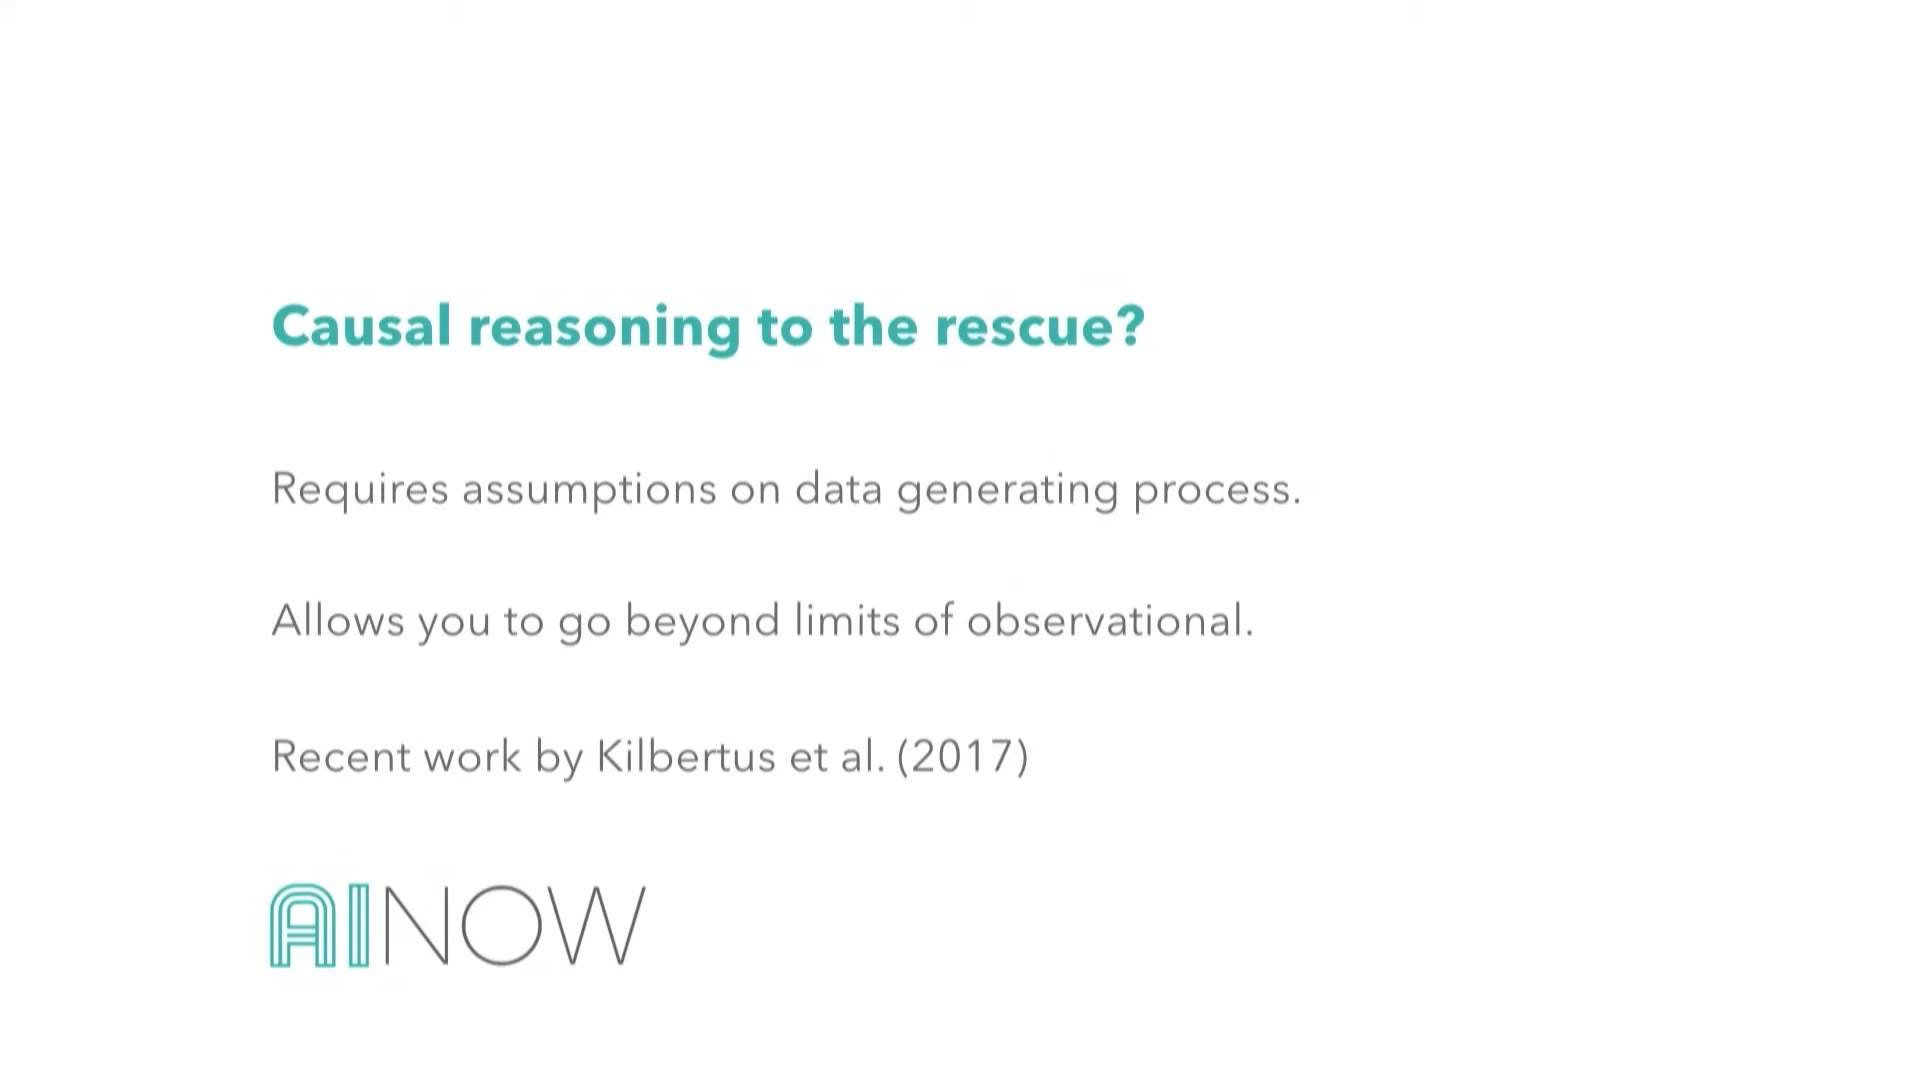 Causal reasoning to the rescue?
Requires assumptions on data generating process.
Allows you to go beyond limits of observational.
Recent work by Kilbertus et al. (2017)
AINOW